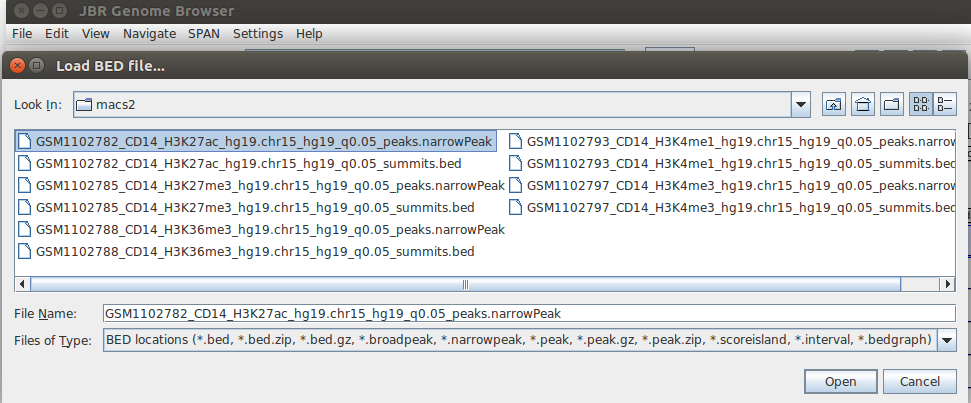 JBR Genome Browser
File Edit View Navigate SPAN Settings Help
Load BED file...
Look In: macs2
GSM1102782_CD14_H3K27ac_hg19.chr15_hg19_q0.05_peaks.narrowPeak
GSM1102782_CD14_H3K27ac_hg19.chr15_hg19_q0.05_summits.bed
GSM1102785_CD14_H3K27me3_hg19.chr15_hg19_q0.05_peaks.narrowPeak
GSM1102785_CD14_H3K27me3_hg19.chr15_hg19_q0.05_summits.bed
GSM1102788_CD14_H3K36me3_hg19.chr15_hg19_q0.05_peaks.narrowPeak
GSM1102788_CD14_H3K36me3_hg19.chr15_hg19_q0.05_summits.bed
GSM1102793_CD14_H3K4me1_hg19.chr15_hg19_q0.05_peaks.narrow
GSM1102793_CD14_H3K4me1_hg19.chr15_hg19_q0.05_summits.bed
GSM1102797_CD14_H3K4me3_hg19.chr15_hg19_q0.05_peaks.narrow
GSM1102797_CD14_H3K4me3_hg19.chr15_hg19_q0.05_summits.bed
File Name: GSM1102782_CD14_H3K27ac_hg19.chr15_hg19_q0.05_peaks.narrowPeak
Files of Type: BED locations (*.bed, *.bed.zip, *.bed.gz, *.broadpeak, *.narrowpeak, *.peak, *.peak.gz, *.peak.zip, *.scoreisland, *.interval, *.bedgraph)
Open Cancel